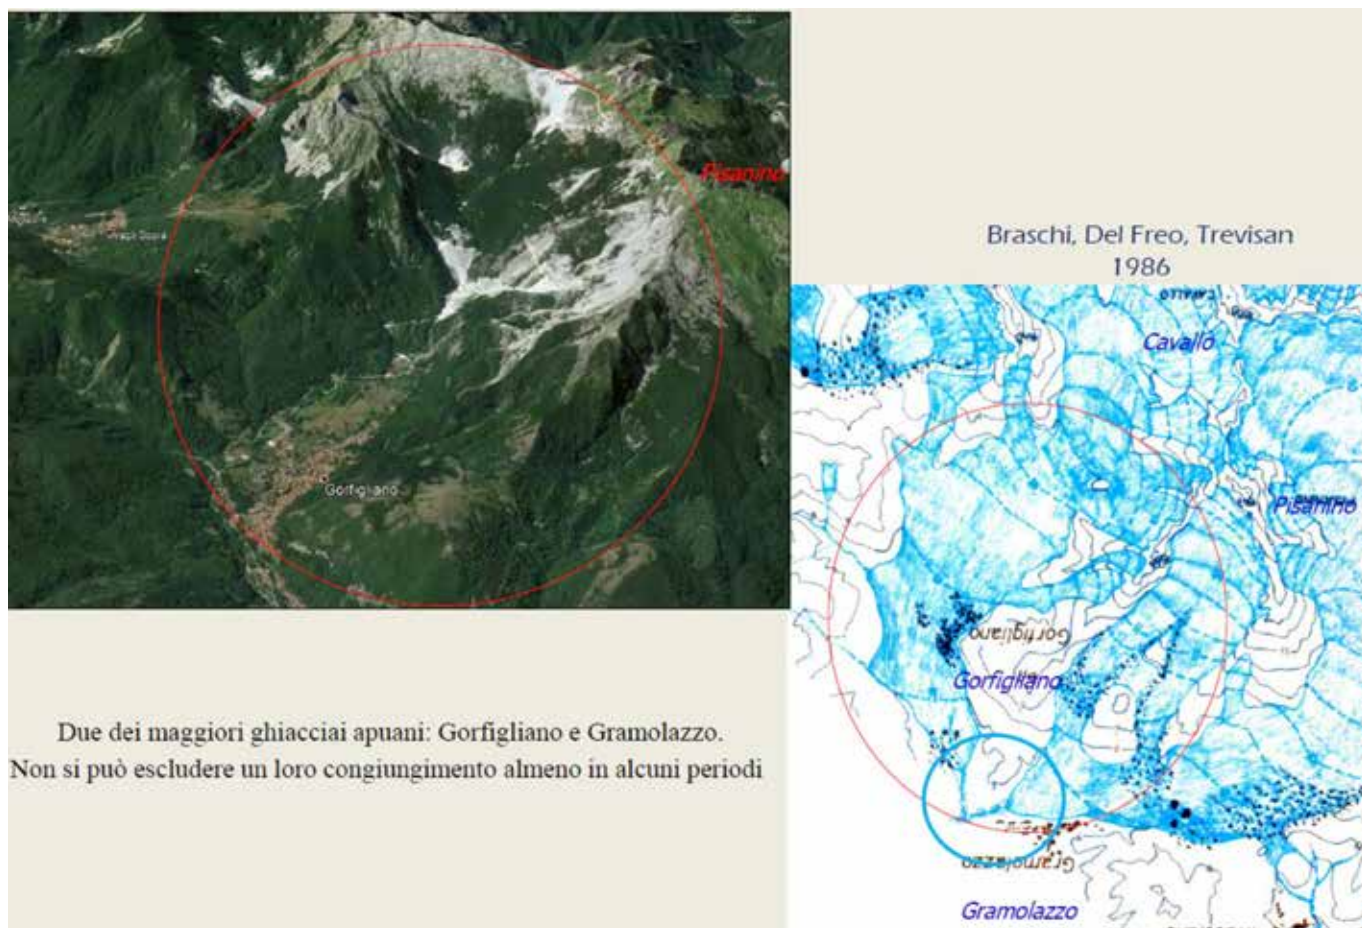 Pisanino
Gorfigliano
Braschi, Del Freo, Trevisan
1986
CAVALLO
Cavallo
Pisanino
Gorfigliano
Gorfigliano
Gramolazzo
Gramolazzo
Due dei maggiori ghiacciai apuani: Gorfigliano e Gramolazzo.
Non si può escludere un loro congiungimento almeno in alcuni periodi